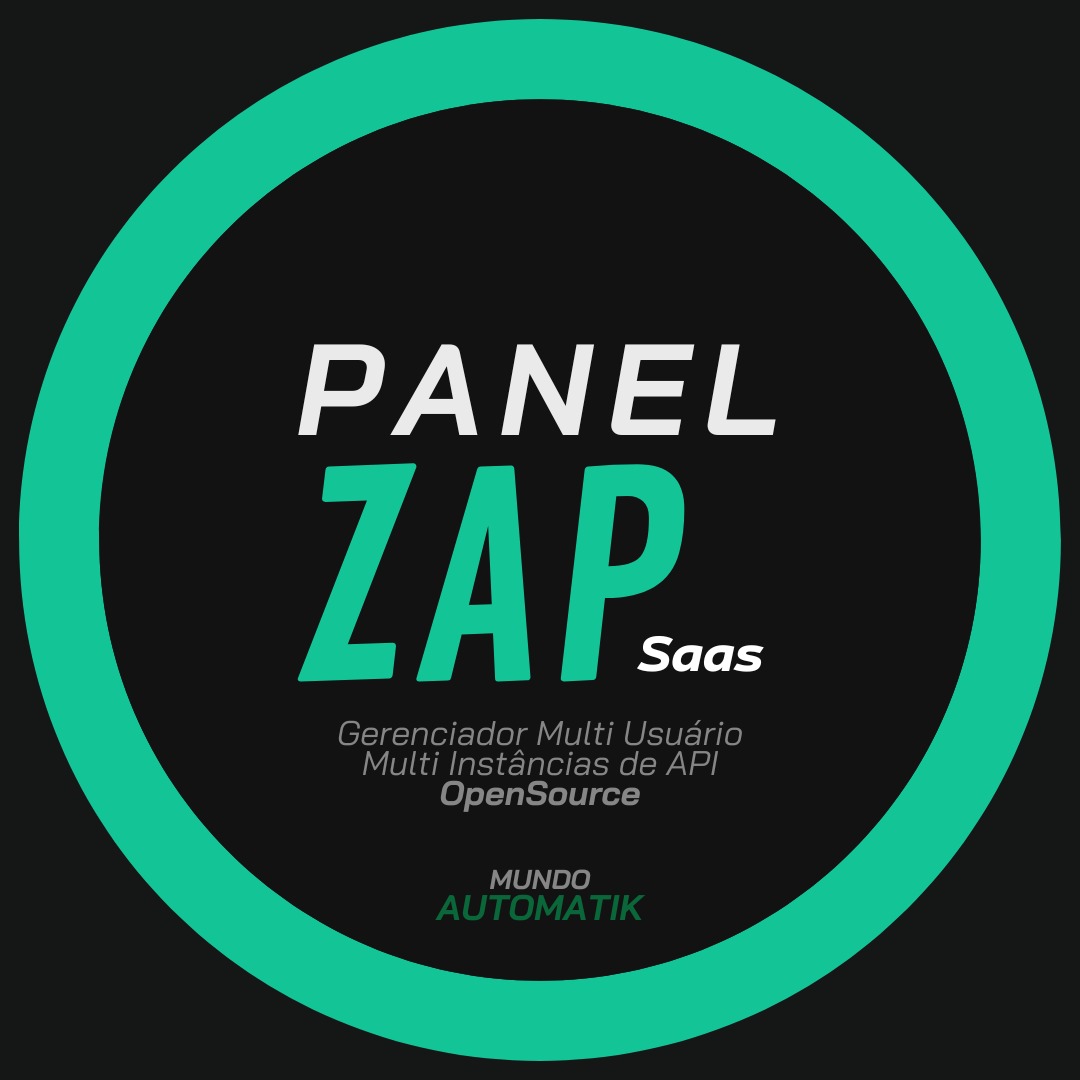 PANEL
ZAP
Saas
Gerenciador Multi Usuário
Multi Instâncias de API
OpenSource
MUNDO
AUTOMATIK